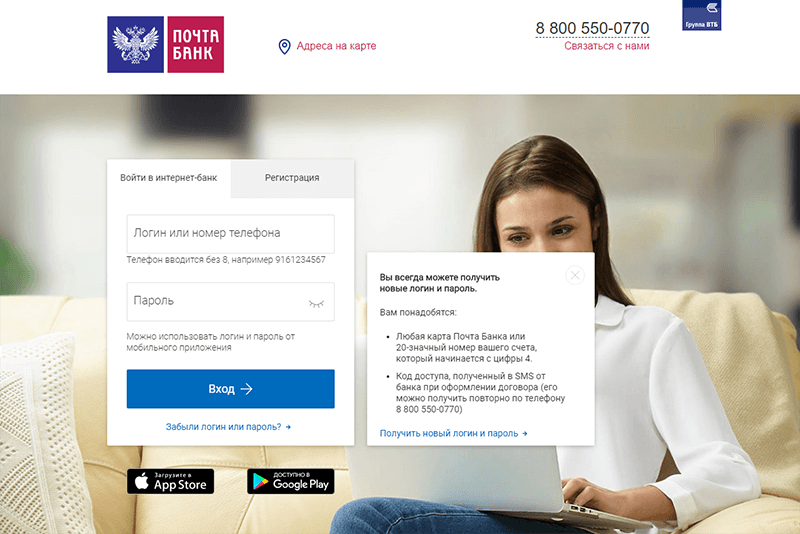 ПОЧТА
БАНК
Адреса на карте
8 800 550-0770
Связаться с нами
Группа ВТБ
Войти в интернет-банк
Регистрация
Логин или номер телефона
Телефон вводится без 8, например 9161234567
Пароль
Можно использовать логин и пароль от
мобильного приложения
Вход →
Забыли логин или пароль? →
Вы всегда можете получить
новые логин и пароль.
Вам понадобятся:
• Любая карта Почта Банка или
20-значный номер вашего счета,
который начинается с цифры 4.
• Код доступа, полученный в SMS от
банка при оформлении договора (его
можно получить повторно по телефону
8 800 550-0770)
Получить новый логин и пароль →
Загрузите в
App Store
ДОСТУПНО В
Google Play